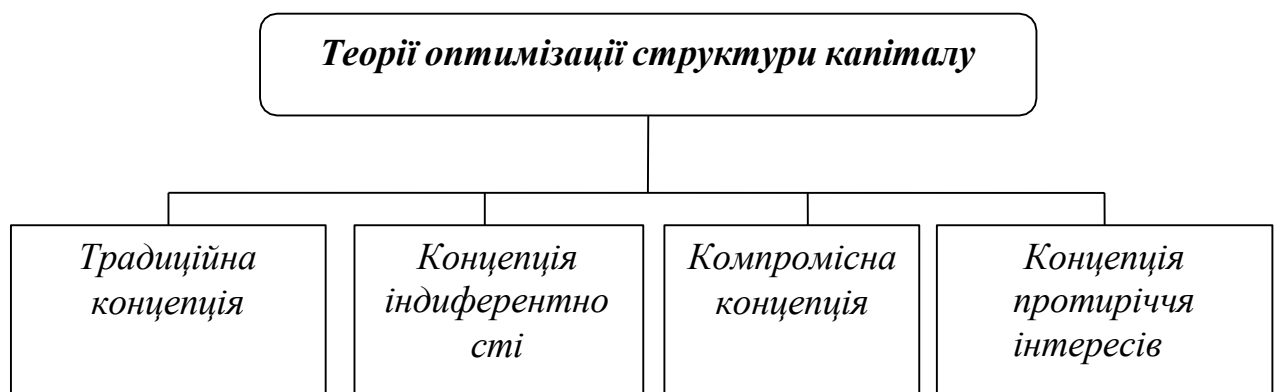 Теорії оптимізації структури капіталу
Традиційна
концепція
Концепція
індиферентно
сті
Компромісна
концепція
Концепція
протиріччя
інтересів